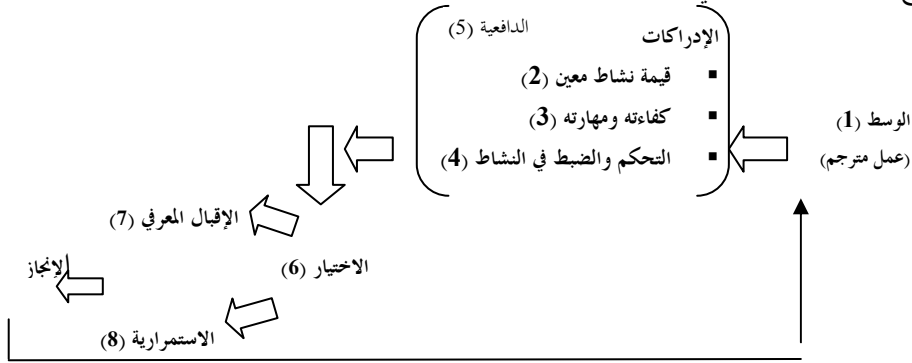 الدافعية (5)
الإدراكات
▪ قيمة نشاط معين (2)
▪ كفاءته ومهارته (3)
▪ التحكم والضبط في النشاط (4)
الوسط (1)
(عمل مترجم)
الإقبال المعرفي (7)
الاختيار (6)
الإنجاز
الاستمرارية (8)